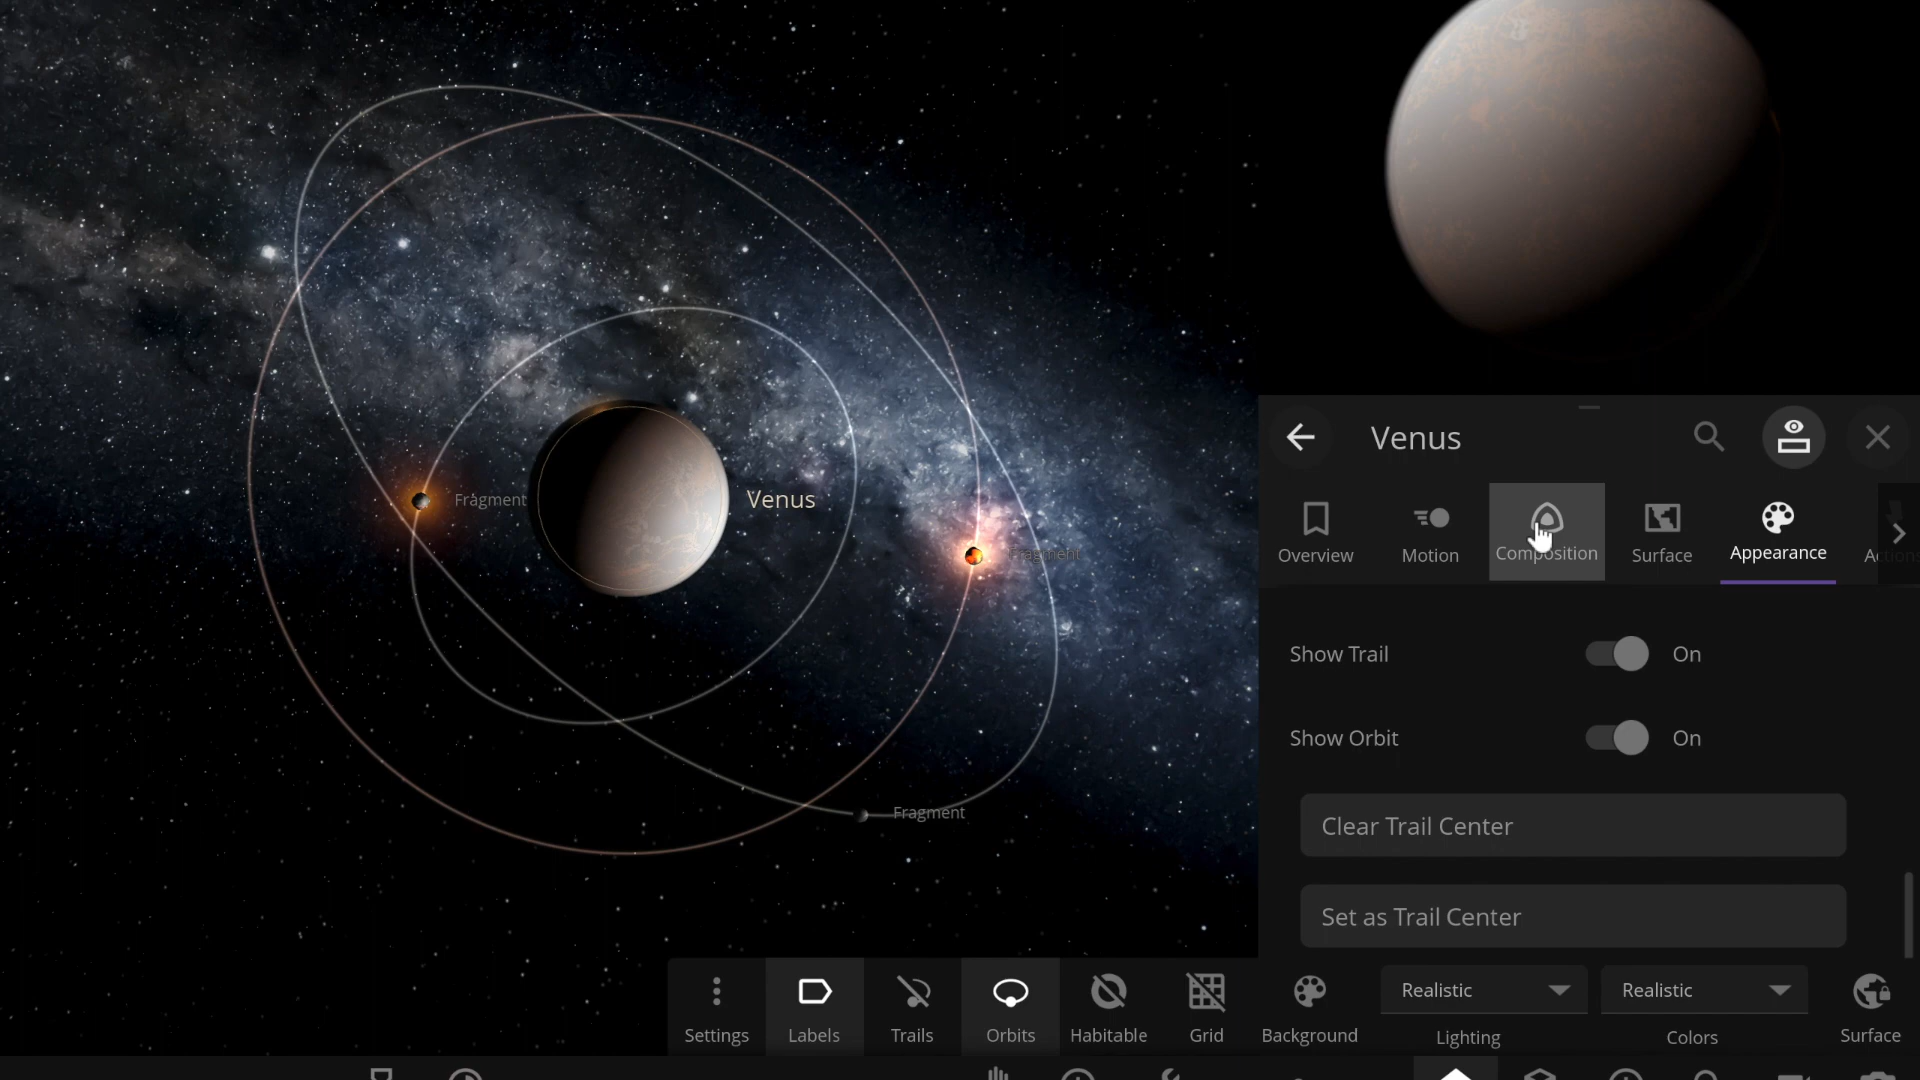 Venus
Overview
Motion
Composition
Surface
Appearance
Actions
Fragment
Venus
Fragment
Show Trail
On
Show Orbit
On
Fragment
Clear Trail Center
Set as Trail Center
Settings
Labels
Trails
Orbits
Habitable
Grid
Background
Realistic
Lighting
Realistic
Colors
Surface